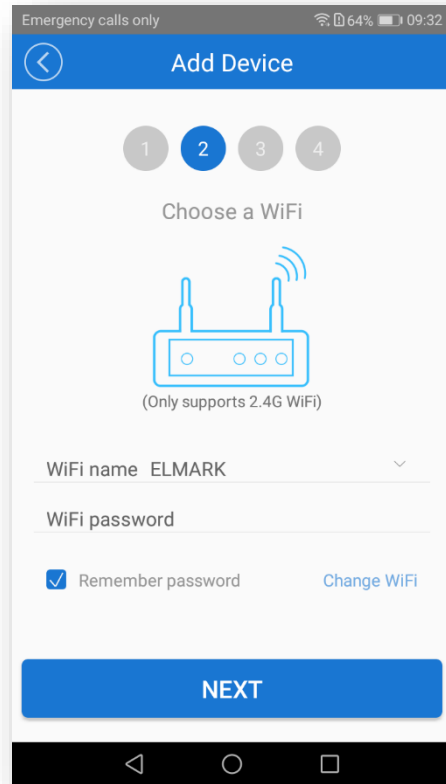 Emergency calls only 64% 09:32
Add Device
1 2 3 4
Choose a WiFi
(Only supports 2.4G WiFi)
WiFi name ELMARK
WiFi password
Remember password Change WiFi
NEXT